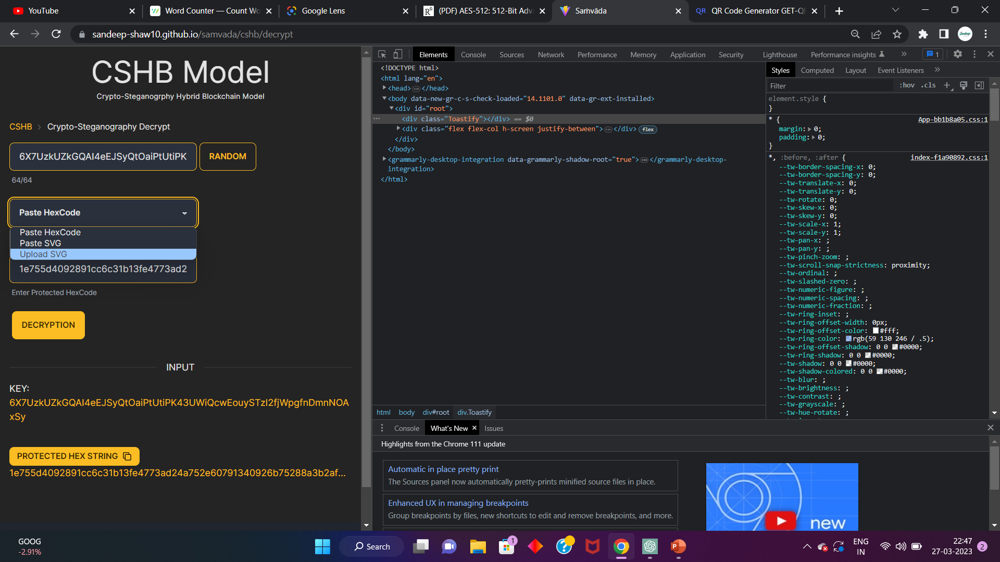 YouTube
Word Counter — Count Wo
Google Lens
(PDF) AES-512: 512-Bit Adva
Saṁvāda
QR Code Generator GET-QR
sandeep-shaw10.github.io/samvada/cshb/decrypt
CSHB Model
Crypto-Steganogrphy Hybrid Blockchain Model
CSHB > Crypto-Steganography Decrypt
6X7UzkUZkGQAI4eEJSyQtOaiPtUtiPK
RANDOM
64/64
Paste HexCode
Paste HexCode
Paste SVG
Upload SVG
1e755d4092891cc6c31b13fe4773ad2
Enter Protected HexCode
DECRYPTION
INPUT
KEY:
6X7UzkUZkGQAI4eEJSyQtOaiPtUtiPK43UWiQcwEouySTzI2fjWpgfnDmnNOA
xSy
PROTECTED HEX STRING
1e755d4092891cc6c31b13fe4773ad24a752e60791340926b75288a3b2af...
Elements Console Sources Network Performance Memory Application Security Lighthouse Performance insights » 1
<!DOCTYPE html>
<html lang="en">
<head> … </head>
<body data-new-gr-c-s-check-loaded="14.1101.0" data-gr-ext-installed>
<div id="root">
<div class="Toastify"></div> == $0
<div class="flex flex-col h-screen justify-between"> … </div> flex
</div>
</body>
<grammarly-desktop-integration data-grammarly-shadow-root="true"> … </grammarly-desktop-
integration>
</html>
html body div#root div.Toastify
Styles Computed Layout Event Listeners »
Filter :hov .cls +
element.style {
}
* { App-bb1b8a05.css:1
margin: 0;
padding: 0;
}
*, :before, :after { index-f1a90892.css:1
--tw-border-spacing-x: 0;
--tw-border-spacing-y: 0;
--tw-translate-x: 0;
--tw-translate-y: 0;
--tw-rotate: 0;
--tw-skew-x: 0;
--tw-skew-y: 0;
--tw-scale-x: 1;
--tw-scale-y: 1;
--tw-pan-x: ;
--tw-pan-y: ;
--tw-pinch-zoom: ;
--tw-scroll-snap-strictness: proximity;
--tw-ordinal: ;
--tw-slashed-zero: ;
--tw-numeric-figure: ;
--tw-numeric-spacing: ;
--tw-numeric-fraction: ;
--tw-ring-inset: ;
--tw-ring-offset-width: 0px;
--tw-ring-offset-color: #fff;
--tw-ring-color: rgb(59 130 246 / .5);
--tw-ring-offset-shadow: 0 0 #0000;
--tw-ring-shadow: 0 0 #0000;
--tw-shadow: 0 0 #0000;
--tw-shadow-colored: 0 0 #0000;
--tw-blur: ;
--tw-brightness: ;
--tw-contrast: ;
--tw-grayscale: ;
--tw-hue-rotate: ;
Console What's New Issues
Highlights from the Chrome 111 update
Automatic in place pretty print
The Sources panel now automatically pretty-prints minified source files in place.
Enhanced UX in managing breakpoints
Group breakpoints by files, new shortcuts to edit and remove breakpoints, and more.
new
GOOG
-2.91%
Search
1
ENG
IN
22:47
27-03-2023
2